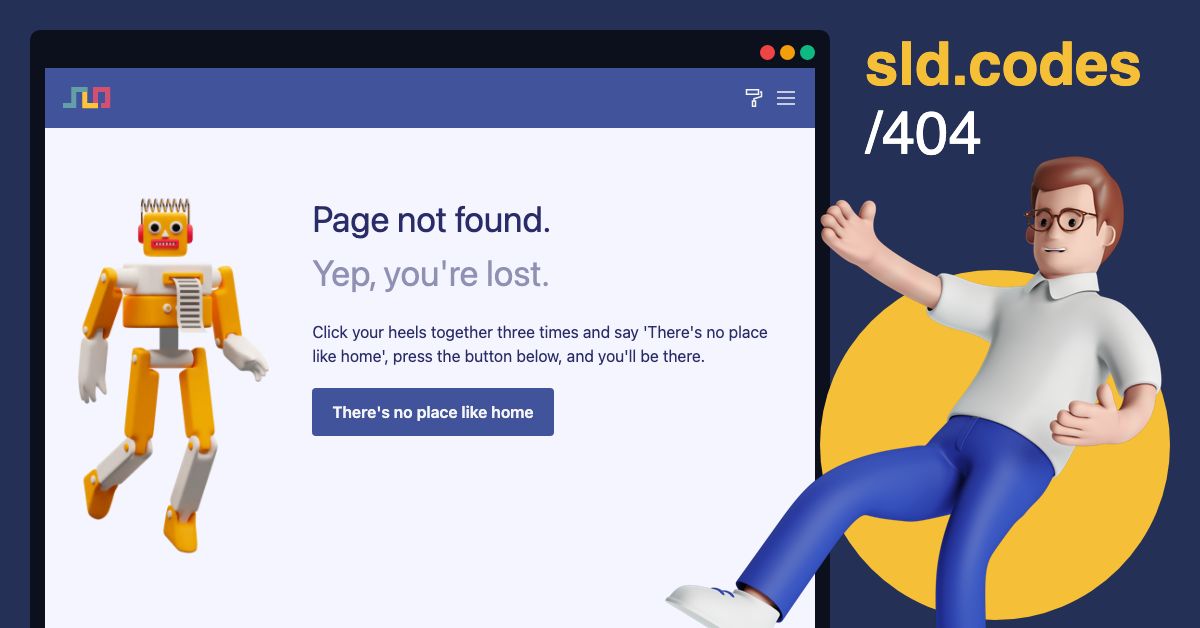 sld.codes
/404
SLD
Page not found.
Yep, you're lost.
Click your heels together three times and say 'There's no place
like home', press the button below, and you'll be there.
There's no place like home